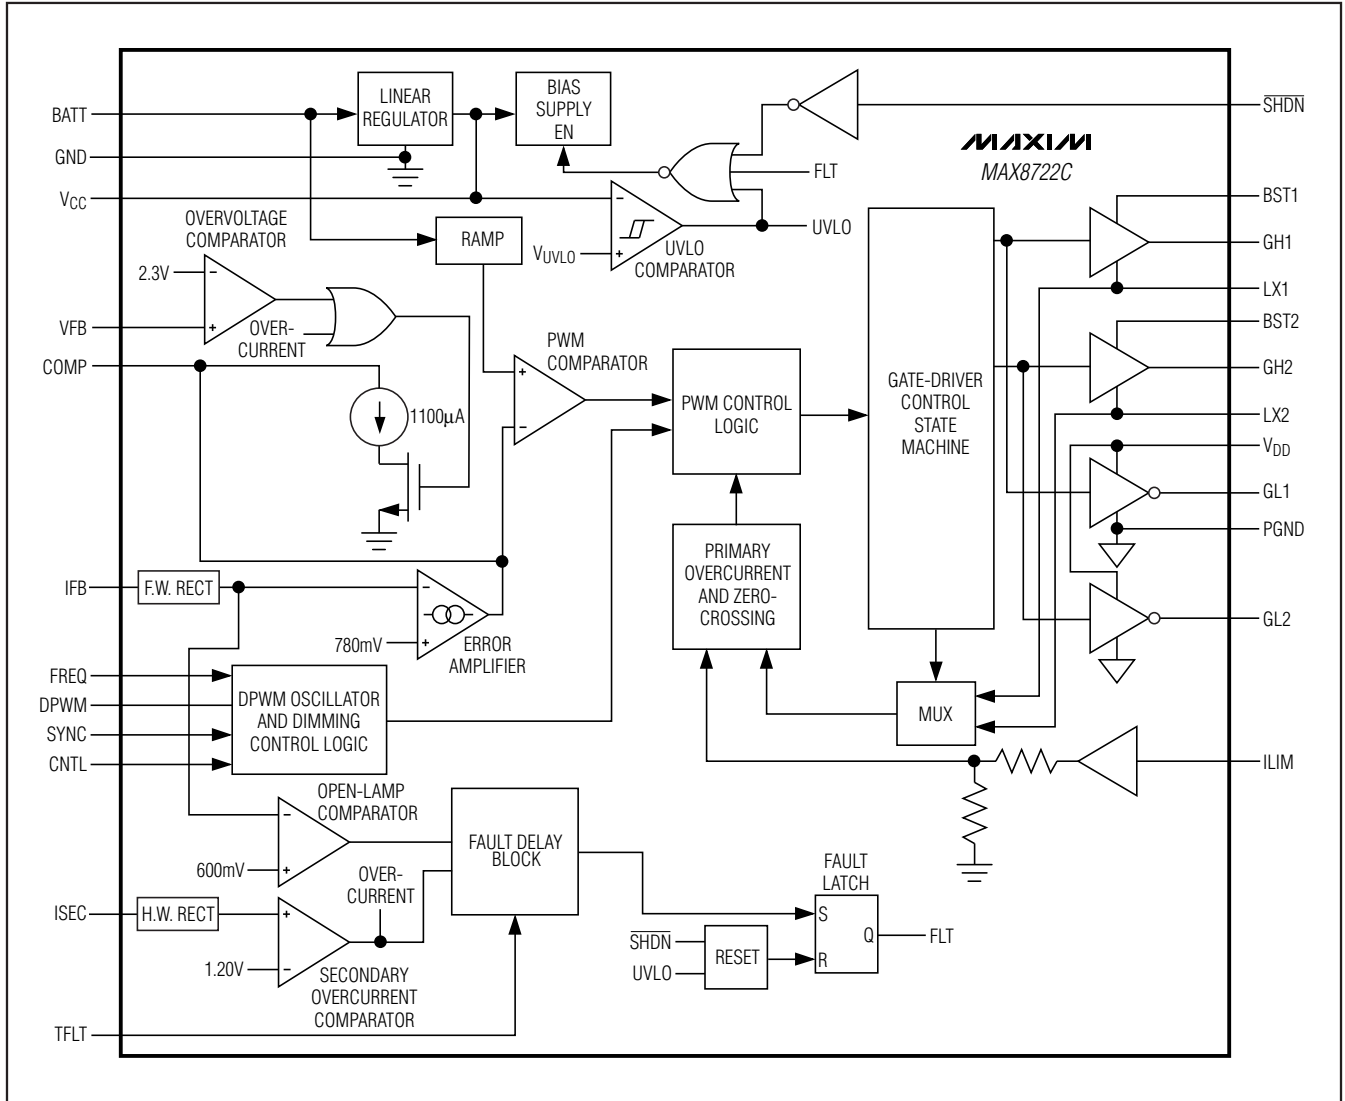 BATT
GND
VCC
LINEAR
REGULATOR
BIAS
SUPPLY
EN
SHDN
MAXIM
MAX8722C
FLT
UVLO
VUVLO
−
+
UVLO
COMPARATOR
OVERVOLTAGE
COMPARATOR
RAMP
2.3V
−
+
VFB
OVER-
CURRENT
COMP
1100µA
PWM
COMPARATOR
+
−
PWM CONTROL
LOGIC
GATE-DRIVER
CONTROL
STATE
MACHINE
BST1
GH1
LX1
BST2
GH2
LX2
VDD
GL1
PGND
GL2
PRIMARY
OVERCURRENT
AND ZERO-
CROSSING
IFB
F.W. RECT
−
780mV
+
ERROR
AMPLIFIER
FREQ
DPWM
SYNC
CNTL
DPWM OSCILLATOR
AND DIMMING
CONTROL LOGIC
MUX
ILIM
OPEN-LAMP
COMPARATOR
−
600mV
+
FAULT DELAY
BLOCK
OVER-
CURRENT
ISEC
H.W. RECT
+
1.20V
−
SECONDARY
OVERCURRENT
COMPARATOR
TFLT
SHDN
UVLO
RESET
FAULT
LATCH
S
Q
R
FLT